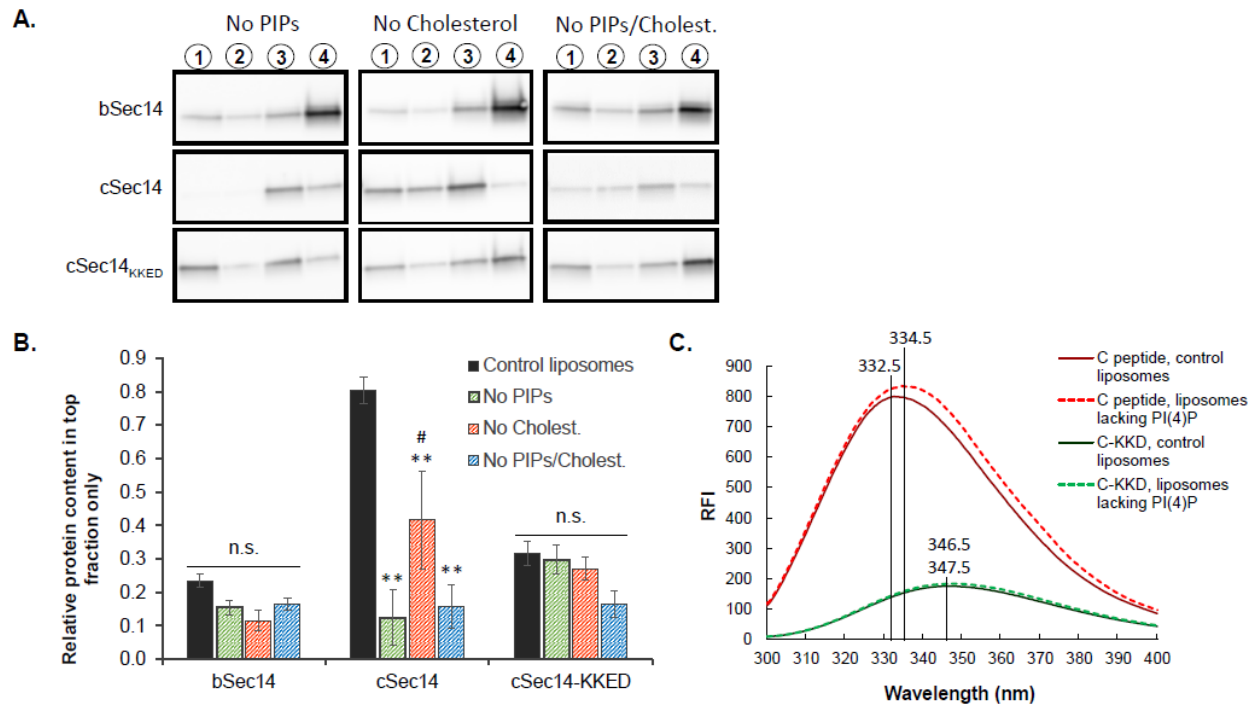 A.
No PIPs No Cholesterol No PIPs/Cholest.
1 2 3 4 1 2 3 4 1 2 3 4
bSec14
cSec14
cSec14KKED
B.
Relative protein content in top
fraction only
0.9
0.8
0.7
0.6
0.5
0.4
0.3
0.2
0.1
0.0
Control liposomes
No PIPs
No Cholest.
No PIPs/Cholest.
n.s.
#
**
**
**
n.s.
bSec14 cSec14 cSec14-KKED
C.
334.5
332.5
346.5
347.5
RFI
900
800
700
600
500
400
300
200
100
0
300 310 320 330 340 350 360 370 380 390 400
Wavelength (nm)
C peptide, control
liposomes
C peptide, liposomes
lacking PI(4)P
C-KKD, control
liposomes
C-KKD, liposomes
lacking PI(4)P